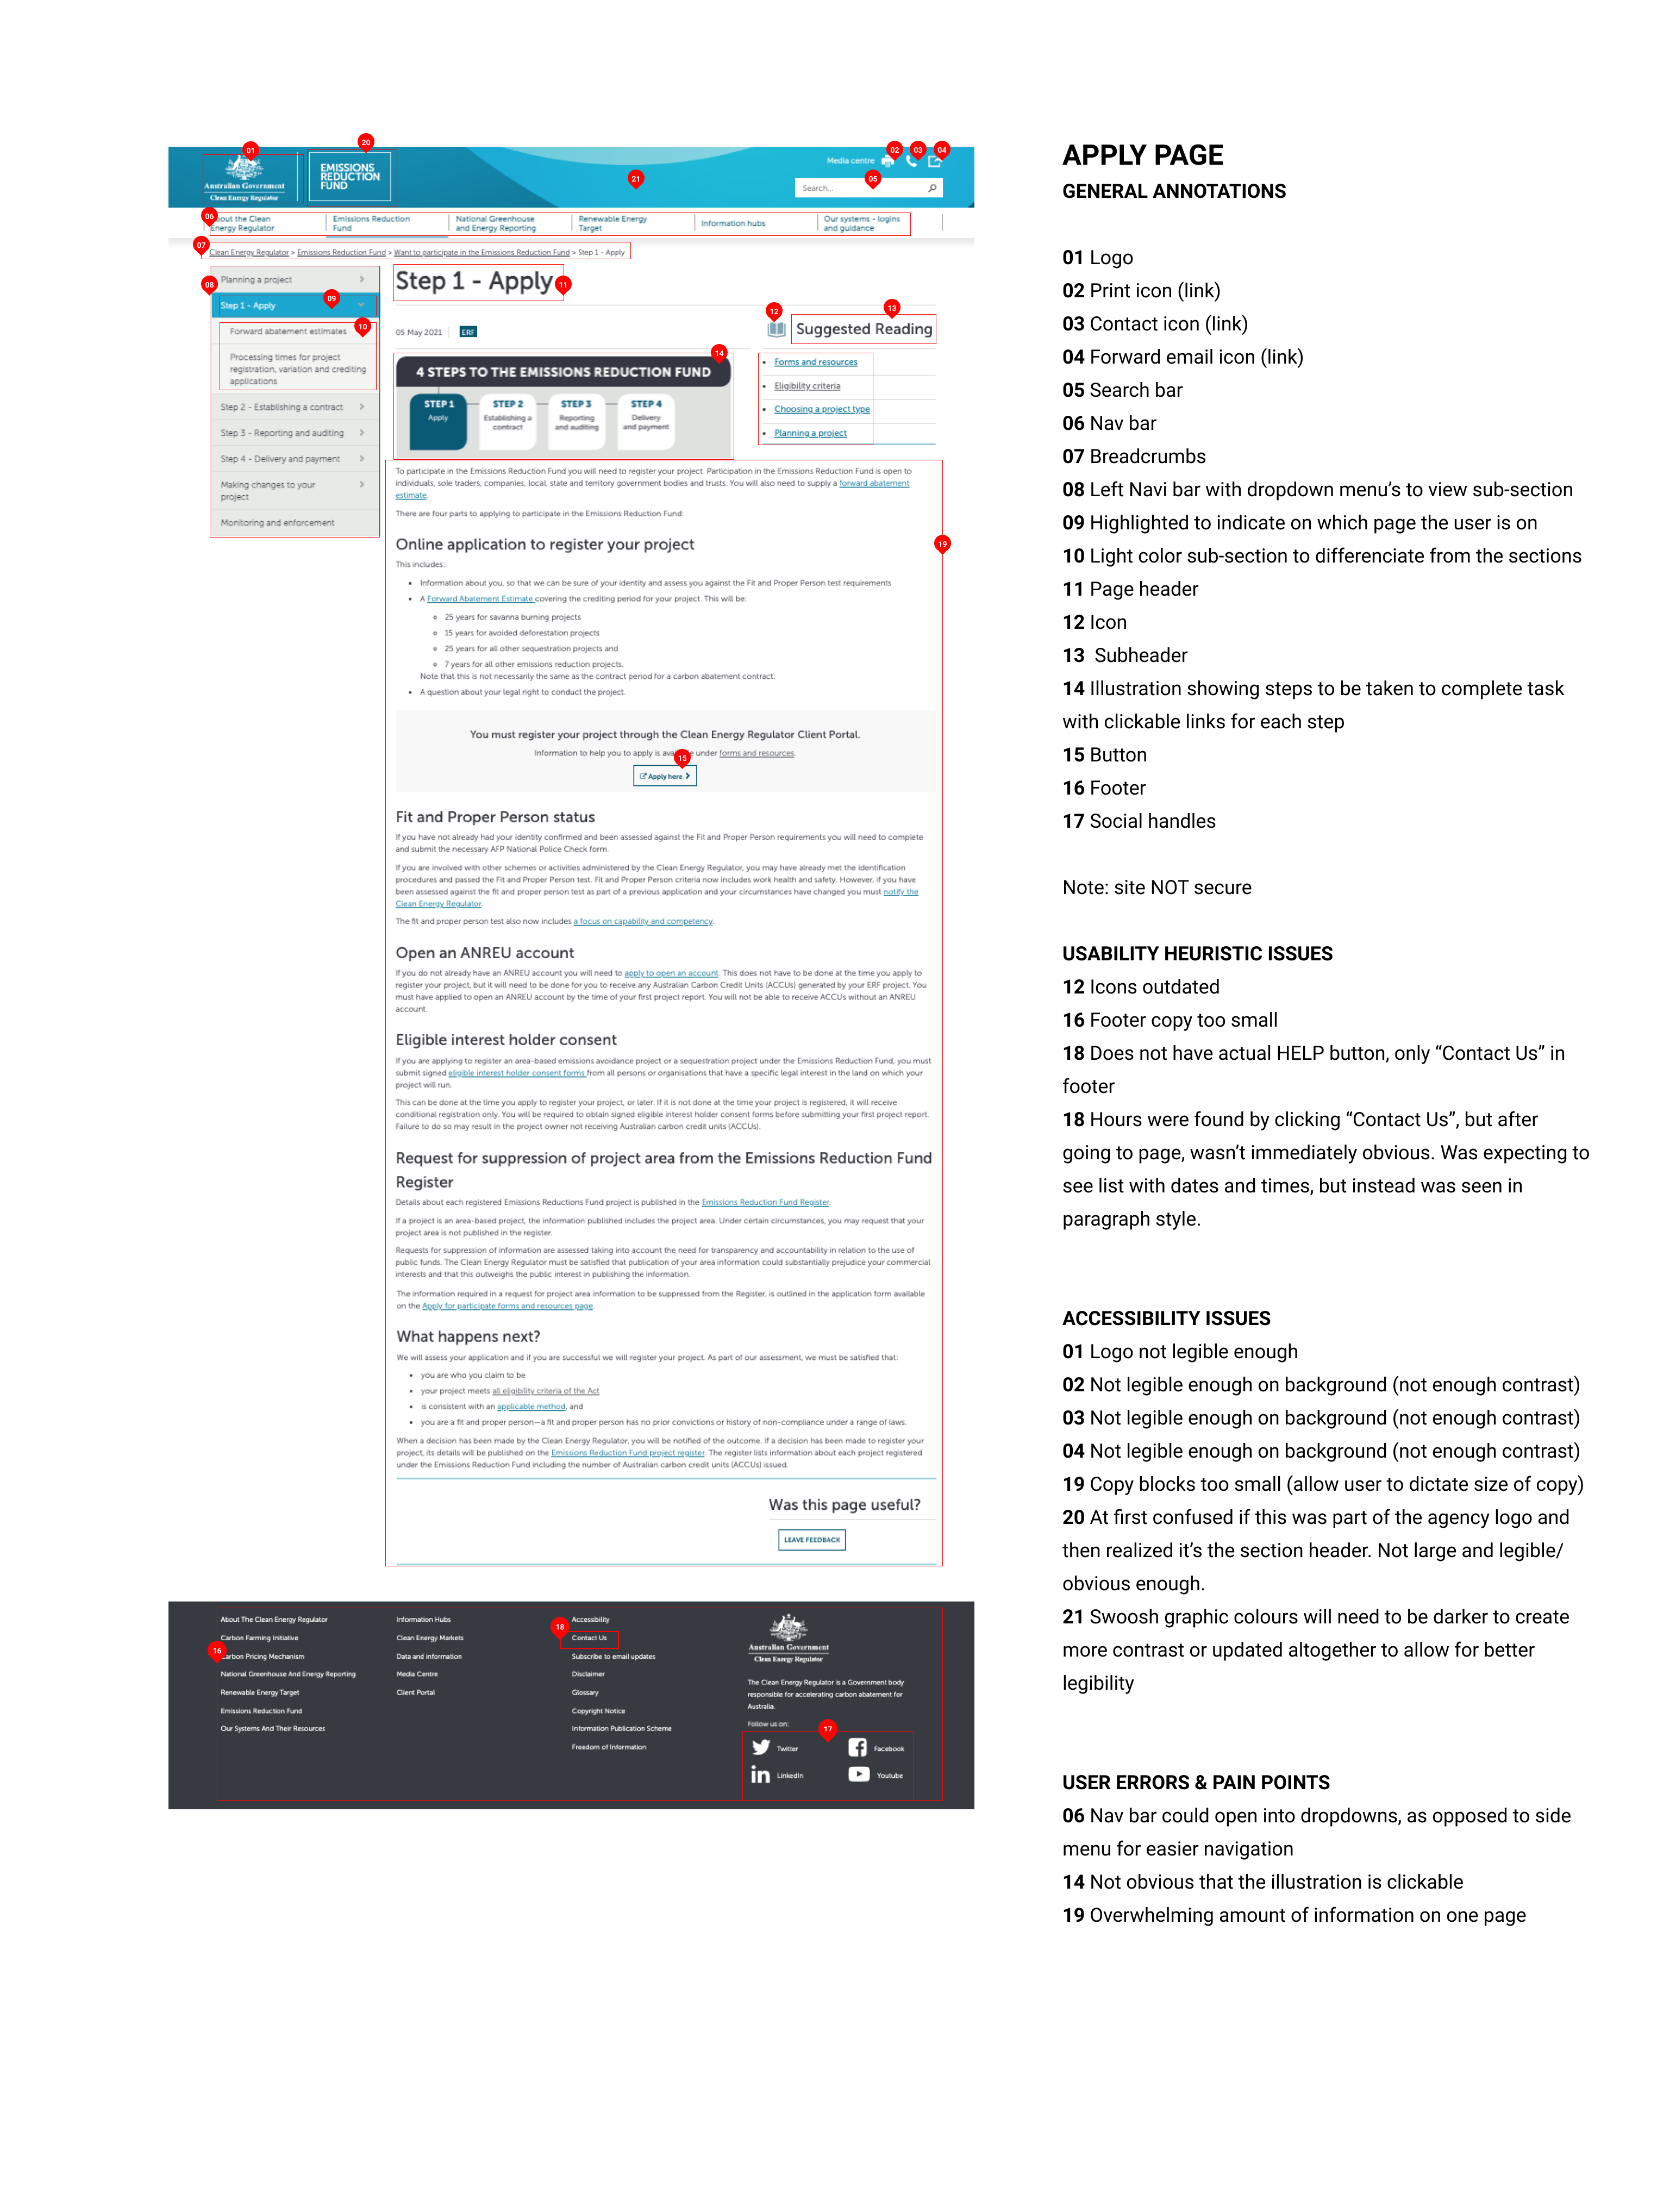 01
20
02
03
04
Australian Government
Clean Energy Regulator
EMISSIONS
REDUCTION
FUND
21
Media centre
05
Search...
06
out the Clean
Energy Regulator
Emissions Reduction
Fund
National Greenhouse
and Energy Reporting
Renewable Energy
Target
Information hubs
Our systems - logins
and guidance
07
Clean Energy Regulator > Emissions Reduction Fund > Want to participate in the Emissions Reduction Fund > Step 1 - Apply
08
Planning a project
09
Step 1 - Apply
10
Forward abatement estimates
Processing times for project
registration, variation and crediting
applications
Step 2 - Establishing a contract
Step 3 - Reporting and auditing
Step 4 - Delivery and payment
Making changes to your
project
Monitoring and enforcement
Step 1 - Apply
11
05 May 2021
ERF
12
13
Suggested Reading
14
4 STEPS TO THE EMISSIONS REDUCTION FUND
STEP 1
Apply
STEP 2
Establishing a
contract
STEP 3
Reporting
and auditing
STEP 4
Delivery
and payment
Forms and resources
Eligibility criteria
Choosing a project type
Planning a project
To participate in the Emissions Reduction Fund you will need to register your project. Participation in the Emissions Reduction Fund is open to
individuals, sole traders, companies, local, state and territory government bodies and trusts. You will also need to supply a forward abatement
estimate.
There are four parts to applying to participate in the Emissions Reduction Fund:
19
Online application to register your project
This includes:
• Information about you, so that we can be sure of your identity and assess you against the Fit and Proper Person test requirements
• A Forward Abatement Estimate covering the crediting period for your project. This will be:
25 years for savanna burning projects
15 years for avoided deforestation projects
25 years for all other sequestration projects and
7 years for all other emissions reduction projects.
Note that this is not necessarily the same as the contract period for a carbon abatement contract.
• A question about your legal right to conduct the project.
You must register your project through the Clean Energy Regulator Client Portal.
Information to help you to apply is ava e under forms and resources.
15
Apply here
Fit and Proper Person status
If you have not already had your identity confirmed and been assessed against the Fit and Proper Person requirements you will need to complete
and submit the necessary AFP National Police Check form.
If you are involved with other schemes or activities administered by the Clean Energy Regulator, you may have already met the identification
procedures and passed the Fit and Proper Person test. Fit and Proper Person criteria now includes work health and safety. However, if you have
been assessed against the fit and proper person test as part of a previous application and your circumstances have changed you must notify the
Clean Energy Regulator.
The fit and proper person test also now includes a focus on capability and competency.
Open an ANREU account
If you do not already have an ANREU account you will need to apply to open an account. This does not have to be done at the time you apply to
register your project, but it will need to be done for you to receive any Australian Carbon Credit Units (ACCUs) generated by your ERF project. You
must have applied to open an ANREU account by the time of your first project report. You will not be able to receive ACCUs without an ANREU
account.
Eligible interest holder consent
If you are applying to register an area-based emissions avoidance project or a sequestration project under the Emissions Reduction Fund, you must
submit signed eligible interest holder consent forms from all persons or organisations that have a specific legal interest in the land on which your
project will run.
This can be done at the time you apply to register your project, or later. If it is not done at the time your project is registered, it will receive
conditional registration only. You will be required to obtain signed eligible interest holder consent forms before submitting your first project report.
Failure to do so may result in the project owner not receiving Australian carbon credit units (ACCUs).
Request for suppression of project area from the Emissions Reduction Fund
Register
Details about each registered Emissions Reductions Fund project is published in the Emissions Reduction Fund Register.
If a project is an area-based project, the information published includes the project area. Under certain circumstances, you may request that your
project area is not published in the register.
Requests for suppression of information are assessed taking into account the need for transparency and accountability in relation to the use of
public funds. The Clean Energy Regulator must be satisfied that publication of your area information could substantially prejudice your commercial
interests and that this outweighs the public interest in publishing the information.
The information required in a request for project area information to be suppressed from the Register, is outlined in the application form available
on the Apply for participate forms and resources page.
What happens next?
We will assess your application and if you are successful we will register your project. As part of our assessment, we must be satisfied that:
• you are who you claim to be
• your project meets all eligibility criteria of the Act
• is consistent with an applicable method, and
• you are a fit and proper person—a fit and proper person has no prior convictions or history of non-compliance under a range of laws.
When a decision has been made by the Clean Energy Regulator, you will be notified of the outcome. If a decision has been made to register your
project, its details will be published on the Emissions Reduction Fund project register. The register lists information about each project registered
under the Emissions Reduction Fund including the number of Australian carbon credit units (ACCUs) issued.
Was this page useful?
LEAVE FEEDBACK
16
About The Clean Energy Regulator
Carbon Farming Initiative
Carbon Pricing Mechanism
National Greenhouse And Energy Reporting
Renewable Energy Target
Emissions Reduction Fund
Our Systems And Their Resources
Information Hubs
Clean Energy Markets
Data and information
Media Centre
Client Portal
18
Accessibility
Contact Us
Subscribe to email updates
Disclaimer
Glossary
Copyright Notice
Information Publication Scheme
Freedom of Information
Australian Government
Clean Energy Regulator
The Clean Energy Regulator is a Government body
responsible for accelerating carbon abatement for
Australia.
Follow us on:
17
Twitter
Facebook
LinkedIn
Youtube
APPLY PAGE
GENERAL ANNOTATIONS
01 Logo
02 Print icon (link)
03 Contact icon (link)
04 Forward email icon (link)
05 Search bar
06 Nav bar
07 Breadcrumbs
08 Left Navi bar with dropdown menu’s to view sub-section
09 Highlighted to indicate on which page the user is on
10 Light color sub-section to differenciate from the sections
11 Page header
12 Icon
13 Subheader
14 Illustration showing steps to be taken to complete task
with clickable links for each step
15 Button
16 Footer
17 Social handles
Note: site NOT secure
USABILITY HEURISTIC ISSUES
12 Icons outdated
16 Footer copy too small
18 Does not have actual HELP button, only “Contact Us” in
footer
18 Hours were found by clicking “Contact Us”, but after
going to page, wasn’t immediately obvious. Was expecting to
see list with dates and times, but instead was seen in
paragraph style.
ACCESSIBILITY ISSUES
01 Logo not legible enough
02 Not legible enough on background (not enough contrast)
03 Not legible enough on background (not enough contrast)
04 Not legible enough on background (not enough contrast)
19 Copy blocks too small (allow user to dictate size of copy)
20 At first confused if this was part of the agency logo and
then realized it’s the section header. Not large and legible/
obvious enough.
21 Swoosh graphic colours will need to be darker to create
more contrast or updated altogether to allow for better
legibility
USER ERRORS & PAIN POINTS
06 Nav bar could open into dropdowns, as opposed to side
menu for easier navigation
14 Not obvious that the illustration is clickable
19 Overwhelming amount of information on one page